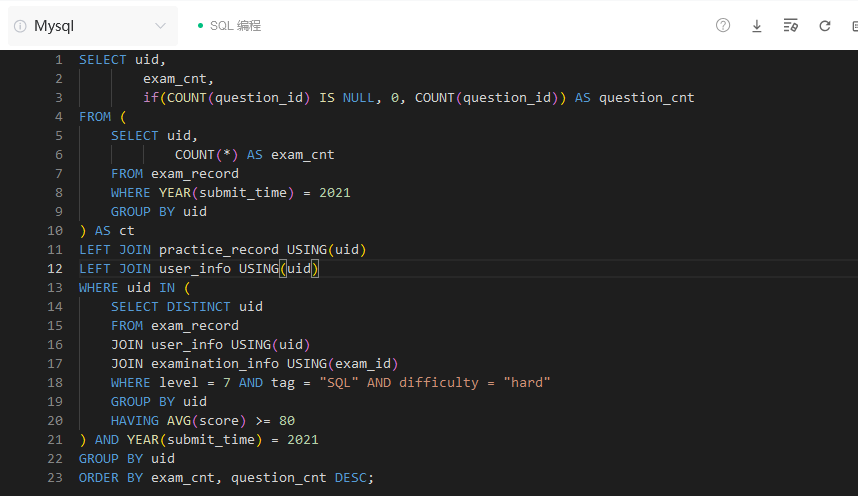 Mysql
SQL 编程
1 SELECT uid,
2 exam_cnt,
3 if(COUNT(question_id) IS NULL, 0, COUNT(question_id)) AS question_cnt
4 FROM (
5 SELECT uid,
6 COUNT(*) AS exam_cnt
7 FROM exam_record
8 WHERE YEAR(submit_time) = 2021
9 GROUP BY uid
10 ) AS ct
11 LEFT JOIN practice_record USING(uid)
12 LEFT JOIN user_info USING(uid)
13 WHERE uid IN (
14 SELECT DISTINCT uid
15 FROM exam_record
16 JOIN user_info USING(uid)
17 JOIN examination_info USING(exam_id)
18 WHERE level = 7 AND tag = "SQL" AND difficulty = "hard"
19 GROUP BY uid
20 HAVING AVG(score) >= 80
21 ) AND YEAR(submit_time) = 2021
22 GROUP BY uid
23 ORDER BY exam_cnt, question_cnt DESC;